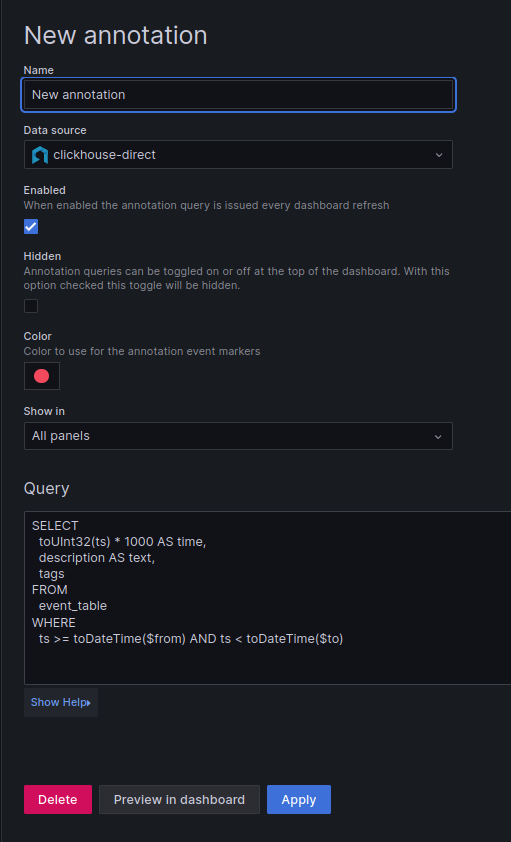 New annotation
Name
New annotation
Data source
clickhouse-direct
Enabled
When enabled the annotation query is issued every dashboard refresh
Hidden
Annotation queries can be toggled on or off at the top of the dashboard. With this
option checked this toggle will be hidden.
Color
Color to use for the annotation event markers
Show in
All panels
Query
SELECT
toUInt32(ts) * 1000 AS time,
description AS text,
tags
FROM
event_table
WHERE
ts >= toDateTime($from) AND ts < toDateTime($to)
Show Help
Delete
Preview in dashboard
Apply